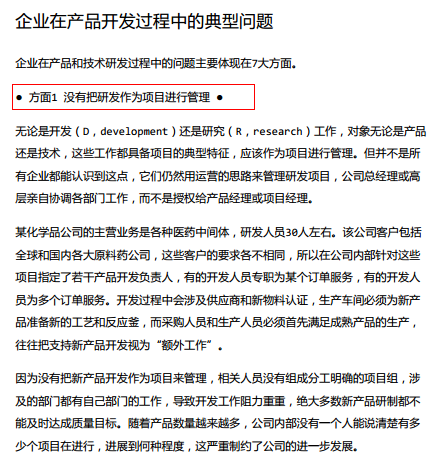 企业在产品开发过程中的典型问题
企业在产品和技术研发过程中的问题主要体现在7大方面。
● 方面1 没有把研发作为项目进行管理 ●
无论是开发（D，development）还是研究（R，research）工作，对象无论是产品
还是技术，这些工作都具备项目的典型特征，应该作为项目进行管理。但并不是所
有企业都能认识到这点，它们仍然用运营的思路来管理研发项目，公司总经理或高
层亲自协调各部门工作，而不是授权给产品经理或项目经理。
某化学品公司的主营业务是各种医药中间体，研发人员30人左右。该公司客户包括
全球和国内各大原料药公司，这些客户的要求各不相同，所以在公司内部针对这些
项目指定了若干产品开发负责人，有的开发人员专职为某个订单服务，有的开发人
员为多个订单服务。开发过程中会涉及供应商和新物料认证，生产车间必须为新产
品准备新的工艺和反应釜，而采购人员和生产人员必须首先满足成熟产品的生产，
往往把支持新产品开发视为“额外工作”。
因为没有把新产品开发作为项目来管理，相关人员没有组成分工明确的项目组，涉
及的部门都有自己部门的工作，导致开发工作阻力重重，绝大多数新产品研制都不
能及时达成质量目标。随着产品数量越来越多，公司内部没有一个人能说清楚有多
少个项目在进行，进展到何种程度，这严重制约了公司的进一步发展。